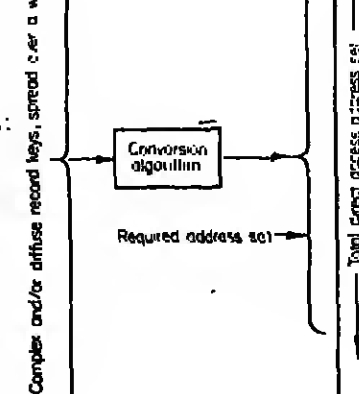 Complex and/or diffuse record keys, spread over a
Conversion
algorithm
Required address set
Total direct access address set